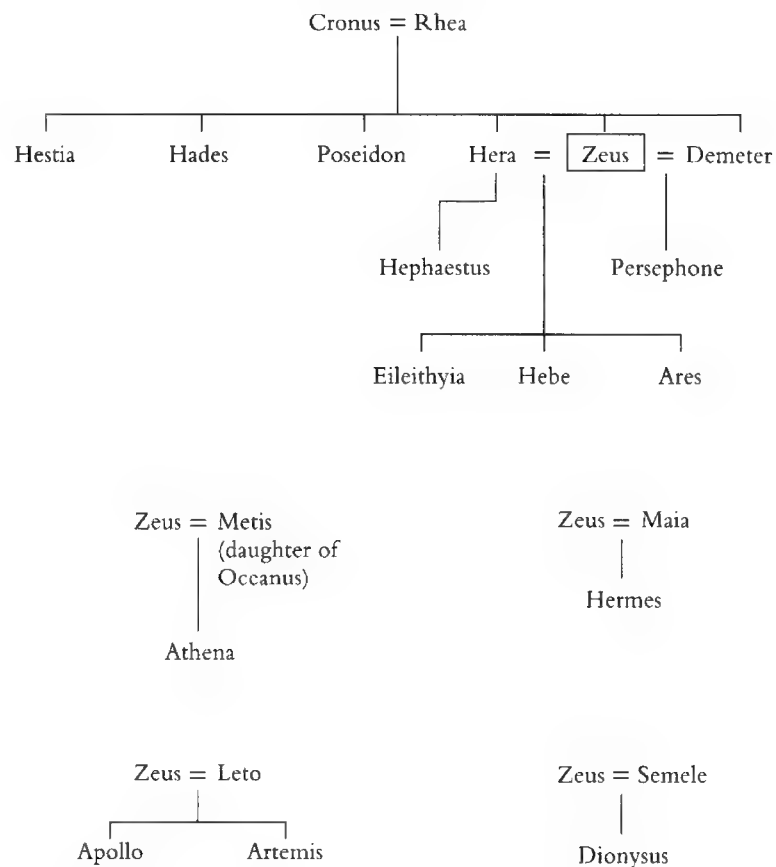 Cronus = Rhea
Hestia Hades Poseidon Hera = Zeus = Demeter
Hephaestus Persephone
Eileithyia Hebe Ares
Zeus = Metis Zeus = Maia
(daughter of
Oceanus)
Hermes
Athena
Zeus = Leto Zeus = Semele
Apollo Artemis Dionysus